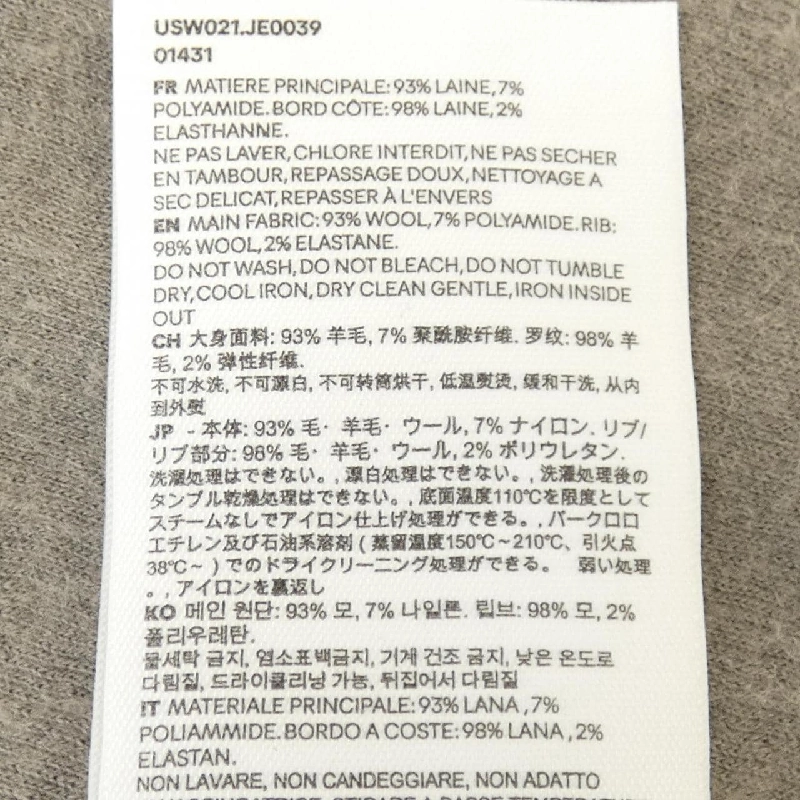 USW021.JE0039
01431
FR MATIERE PRINCIPALE: 93% LAINE, 7%
POLYAMIDE. BORD CÔTE: 98% LAINE, 2%
ELASTHANNE.
NE PAS LAVER, CHLORE INTERDIT, NE PAS SECHER
EN TAMBOUR, REPASSAGE DOUX, NETTOYAGE A
SEC DELICAT, REPASSER À L'ENVERS
EN MAIN FABRIC: 93% WOOL, 7% POLYAMIDE. RIB:
98% WOOL, 2% ELASTANE.
DO NOT WASH, DO NOT BLEACH, DO NOT TUMBLE
DRY, COOL IRON, DRY CLEAN GENTLE, IRON INSIDE
OUT
CH 大身面料: 93% 羊毛, 7% 聚酰胺纤维. 罗纹: 98% 羊
毛, 2% 弹性纤维.
不可水洗, 不可漂白, 不可转筒烘干, 低温熨烫, 缓和干洗, 从内
到外熨
JP - 本体: 93% 毛· 羊毛· ウール, 7% ナイロン. リブ/
リブ部分: 98% 毛· 羊毛· ウール, 2% ポリウレタン.
洗濯処理はできない。, 漂白処理はできない。, 洗濯処理後の
タンブル乾燥処理はできない。, 底面温度110℃を限度として
スチームなしでアイロン仕上げ処理ができる。, パークロロ
エチレン及び石油系溶剤 ( 蒸留温度150℃～210℃、引火点
38℃～ ) でのドライクリーニング処理ができる。 弱い処理
。, アイロンを裏返し
KO 메인 원단: 93% 모, 7% 나일론. 립브: 98% 모, 2%
폴리우레탄.
물세탁 금지, 염소표백금지, 기계 건조 금지, 낮은 온도로
다림질, 드라이클리닝 가능, 뒤집어서 다림질
IT MATERIALE PRINCIPALE: 93% LANA , 7%
POLIAMMIDE. BORDO A COSTE: 98% LANA , 2%
ELASTAN.
NON LAVARE, NON CANDEGGIARE, NON ADATTO